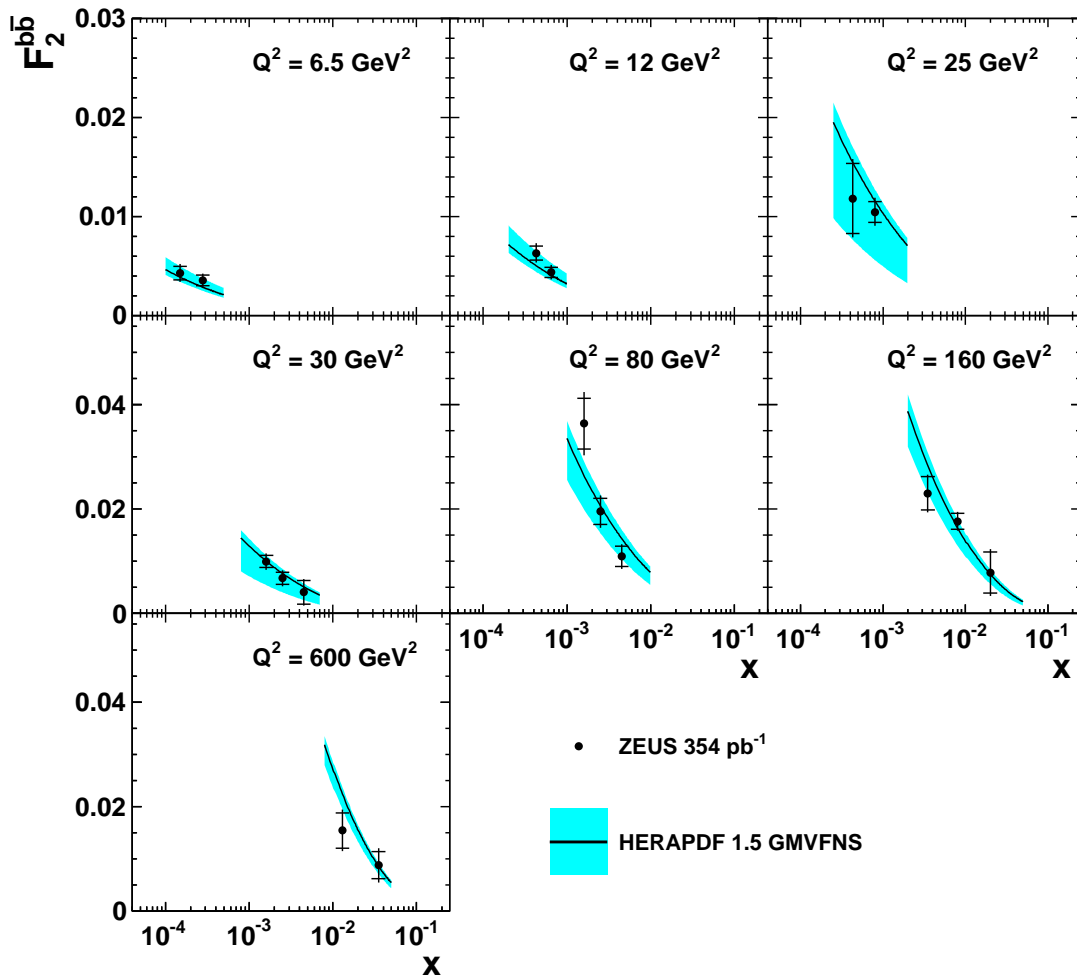 F₂ᵇᵇ̄
0.03
0.02
0.01
0
Q² = 6.5 GeV²
Q² = 12 GeV²
Q² = 25 GeV²
0.04
0.02
0
Q² = 30 GeV²
Q² = 80 GeV²
Q² = 160 GeV²
10⁻⁴ 10⁻³ 10⁻² 10⁻¹
x
10⁻⁴ 10⁻³ 10⁻² 10⁻¹
x
0.04
0.02
0
Q² = 600 GeV²
10⁻⁴ 10⁻³ 10⁻² 10⁻¹
x
ZEUS 354 pb⁻¹
HERAPDF 1.5 GMVFNS